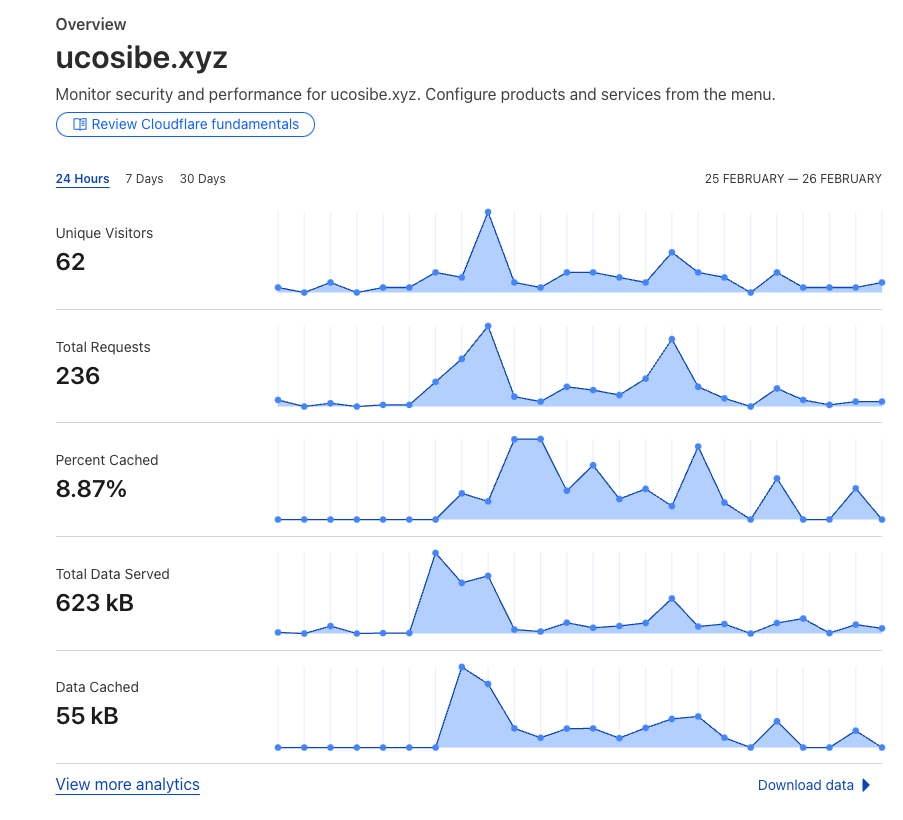 Overview
ucosibe.xyz
Monitor security and performance for ucosibe.xyz. Configure products and services from the menu.
Review Cloudflare fundamentals
24 Hours 7 Days 30 Days 25 FEBRUARY — 26 FEBRUARY
Unique Visitors
62
Total Requests
236
Percent Cached
8.87%
Total Data Served
623 kB
Data Cached
55 kB
View more analytics Download data